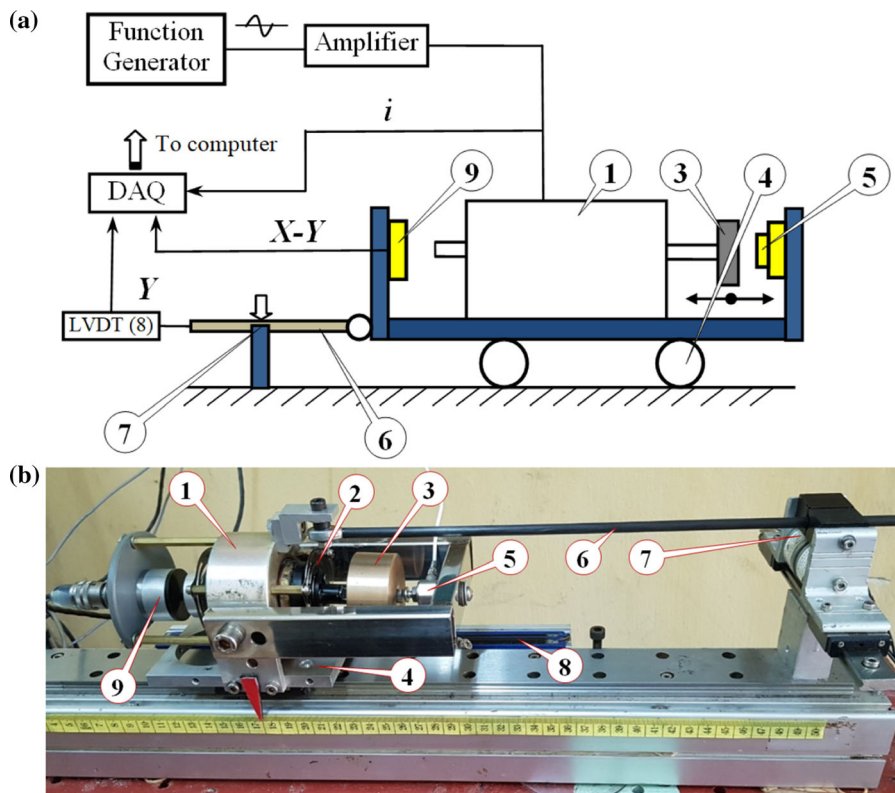 (a)
Function
Generator
Amplifier
i
To computer
DAQ
X-Y
Y
LVDT (8)
9
1
3
4
5
7
6
(b)
1
2
3
5
6
7
4
8
9